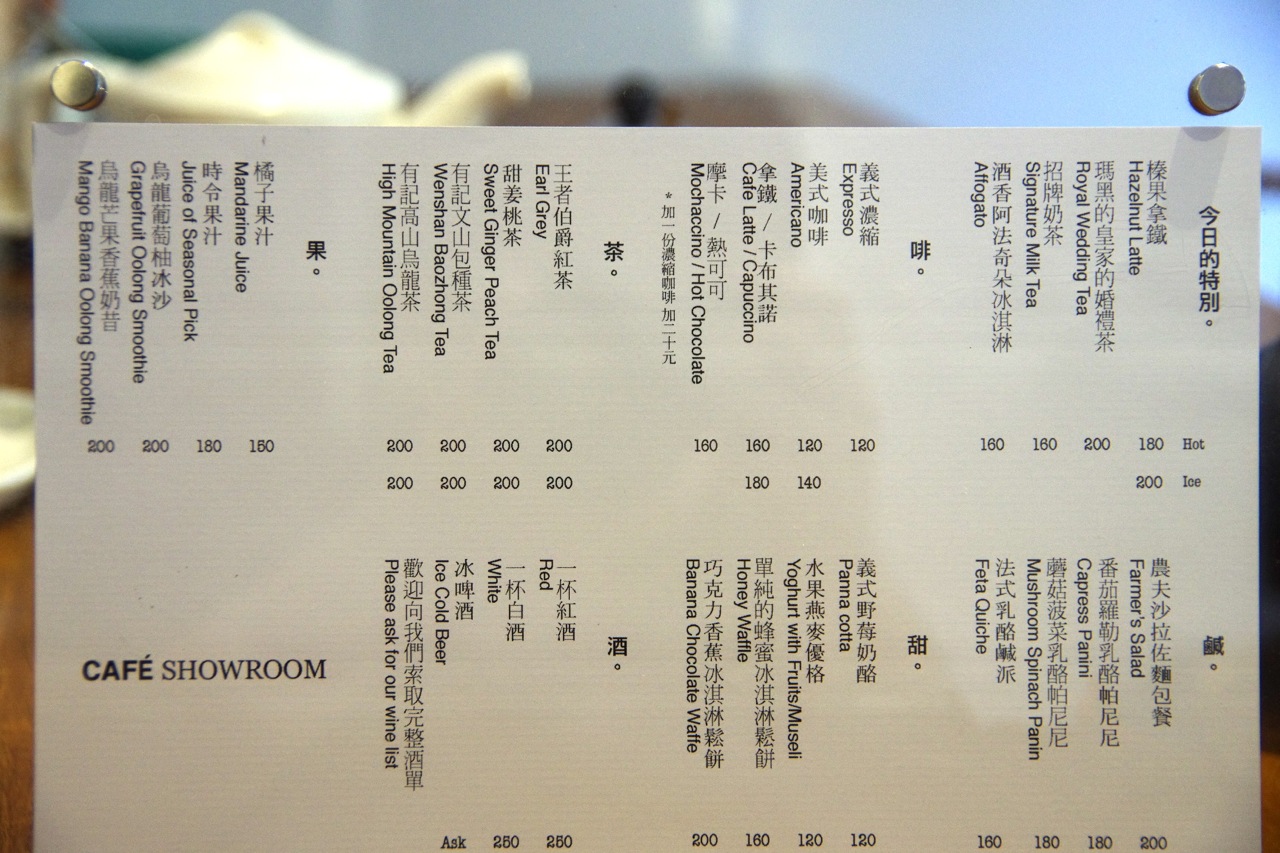 今日的特別。
Hot
Ice
榛果拿鐵
Hazelnut Latte
180
200
瑪黑的皇家的婚禮茶
Royal Wedding Tea
200
招牌奶茶
Signature Milk Tea
160
酒香阿法奇朵冰淇淋
Affogato
160
啡。
義式濃縮
Expresso
120
美式咖啡
Americano
120
140
拿鐵 / 卡布其諾
Cafe Latte / Capuccino
160
180
摩卡 / 熱可可
Mochaccino / Hot Chocolate
160
*加一份濃縮咖啡 加二十元
茶。
王者伯爵紅茶
Earl Grey
200
200
甜姜桃茶
Sweet Ginger Peach Tea
200
200
有記文山包種茶
Wenshan Baozhong Tea
200
200
有記高山烏龍茶
High Mountain Oolong Tea
200
200
果。
橘子果汁
Mandarine Juice
150
時令果汁
Juice of Seasonal Pick
180
烏龍葡萄柚冰沙
Grapefruit Oolong Smoothie
200
烏龍芒果香蕉奶昔
Mango Banana Oolong Smoothie
200
鹹。
農夫沙拉佐麵包餐
Farmer's Salad
200
番茄羅勒乳酪帕尼尼
Capress Panini
180
蘑菇菠菜乳酪帕尼尼
Mushroom Spinach Panin
180
法式乳酪鹹派
Feta Quiche
160
甜。
義式野莓奶酪
Panna cotta
120
水果燕麥優格
Yoghurt with Fruits/Museli
120
單純的蜂蜜冰淇淋鬆餅
Honey Waffle
160
巧克力香蕉冰淇淋鬆餅
Banana Chocolate Waffe
200
酒。
一杯紅酒
Red
250
一杯白酒
White
250
冰啤酒
Ice Cold Beer
Ask
歡迎向我們索取完整酒單
Please ask for our wine list
CAFÉ SHOWROOM